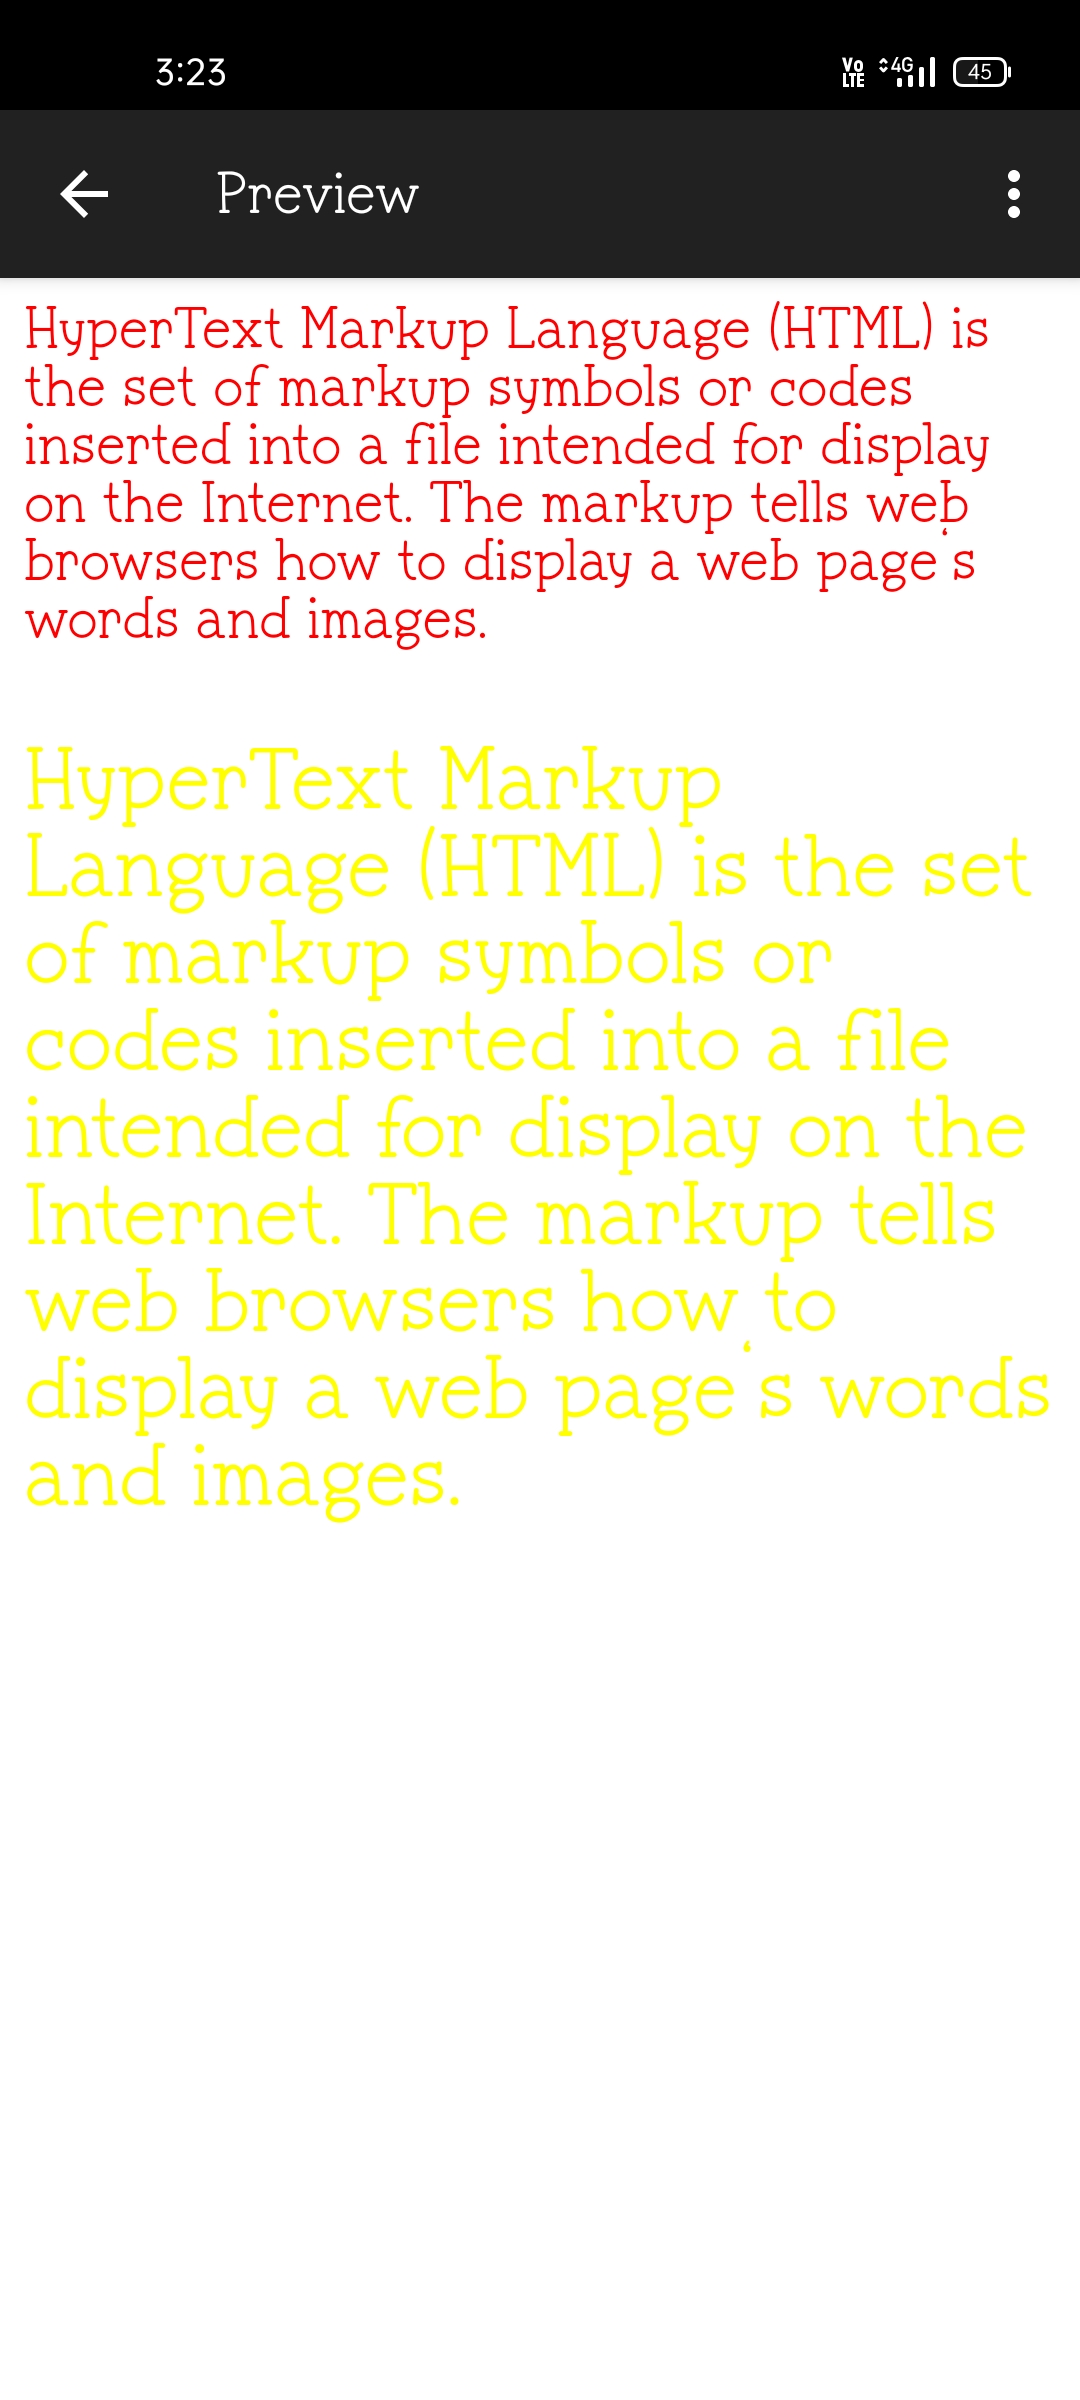 3:23
Vo LTE 4G 45
Preview
HyperText Markup Language (HTML) is
the set of markup symbols or codes
inserted into a file intended for display
on the Internet. The markup tells web
browsers how to display a web page's
words and images.
HyperText Markup
Language (HTML) is the set
of markup symbols or
codes inserted into a file
intended for display on the
Internet. The markup tells
web browsers how to
display a web page's words
and images.